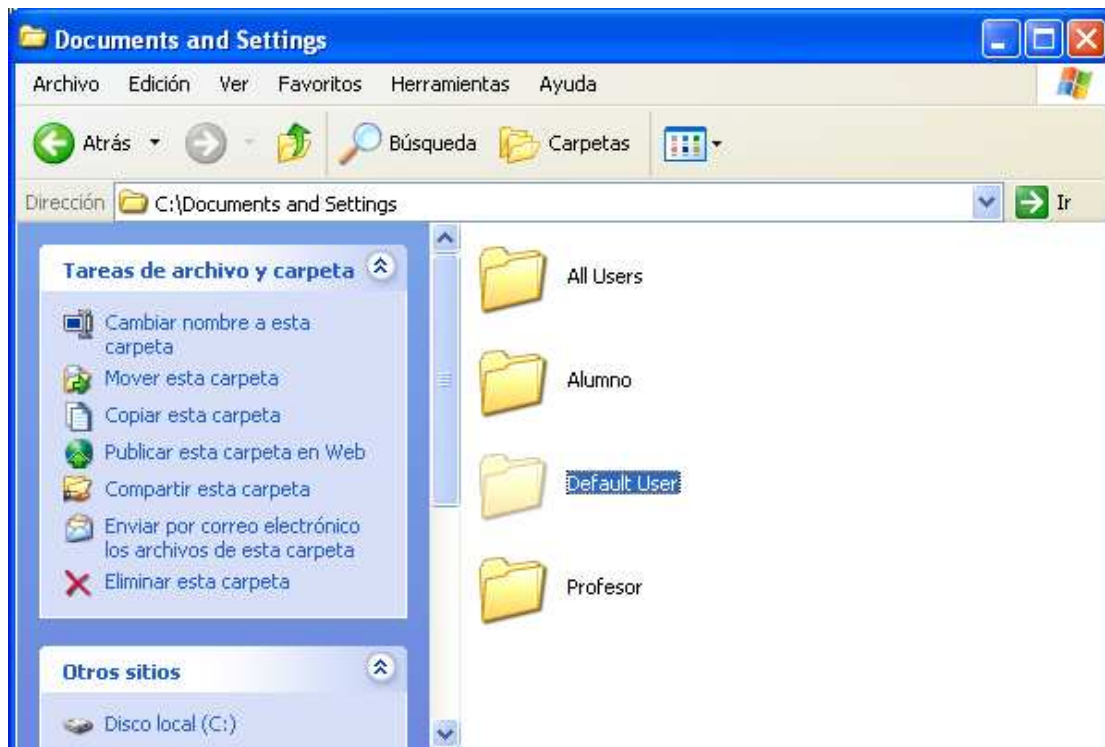 Documents and Settings
Archivo Edición Ver Favoritos Herramientas Ayuda
Atrás Búsqueda Carpetas
Dirección C:\Documents and Settings Ir
Tareas de archivo y carpeta
Cambiar nombre a esta
carpeta
Mover esta carpeta
Copiar esta carpeta
Publicar esta carpeta en Web
Compartir esta carpeta
Enviar por correo electrónico
los archivos de esta carpeta
Eliminar esta carpeta
Otros sitios
Disco local (C:)
All Users
Alumno
Default User
Profesor